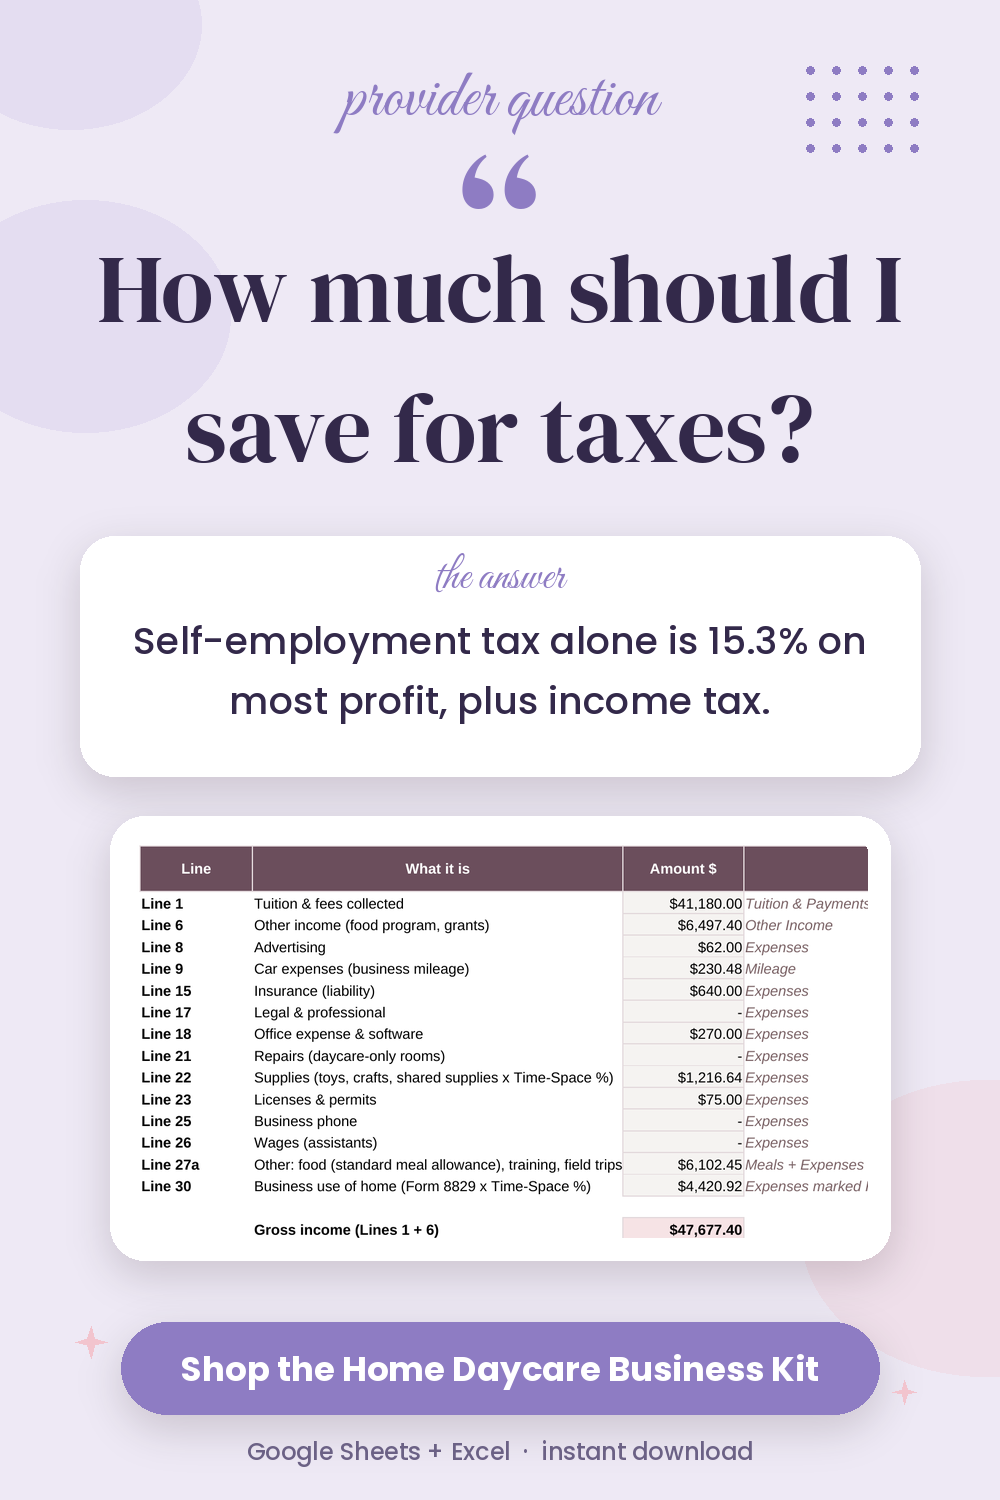 provider question
“
How much should I
save for taxes?
the answer
Self-employment tax alone is 15.3% on
most profit, plus income tax.
Line What it is Amount $
Line 1 Tuition & fees collected $41,180.00 Tuition & Payments
Line 6 Other income (food program, grants) $6,497.40 Other Income
Line 8 Advertising $62.00 Expenses
Line 9 Car expenses (business mileage) $230.48 Mileage
Line 15 Insurance (liability) $640.00 Expenses
Line 17 Legal & professional - Expenses
Line 18 Office expense & software $270.00 Expenses
Line 21 Repairs (daycare-only rooms) - Expenses
Line 22 Supplies (toys, crafts, shared supplies x Time-Space %) $1,216.64 Expenses
Line 23 Licenses & permits $75.00 Expenses
Line 25 Business phone - Expenses
Line 26 Wages (assistants) - Expenses
Line 27a Other: food (standard meal allowance), training, field trips $6,102.45 Meals + Expenses
Line 30 Business use of home (Form 8829 x Time-Space %) $4,420.92 Expenses marked
Gross income (Lines 1 + 6) $47,677.40
Shop the Home Daycare Business Kit
Google Sheets + Excel · instant download